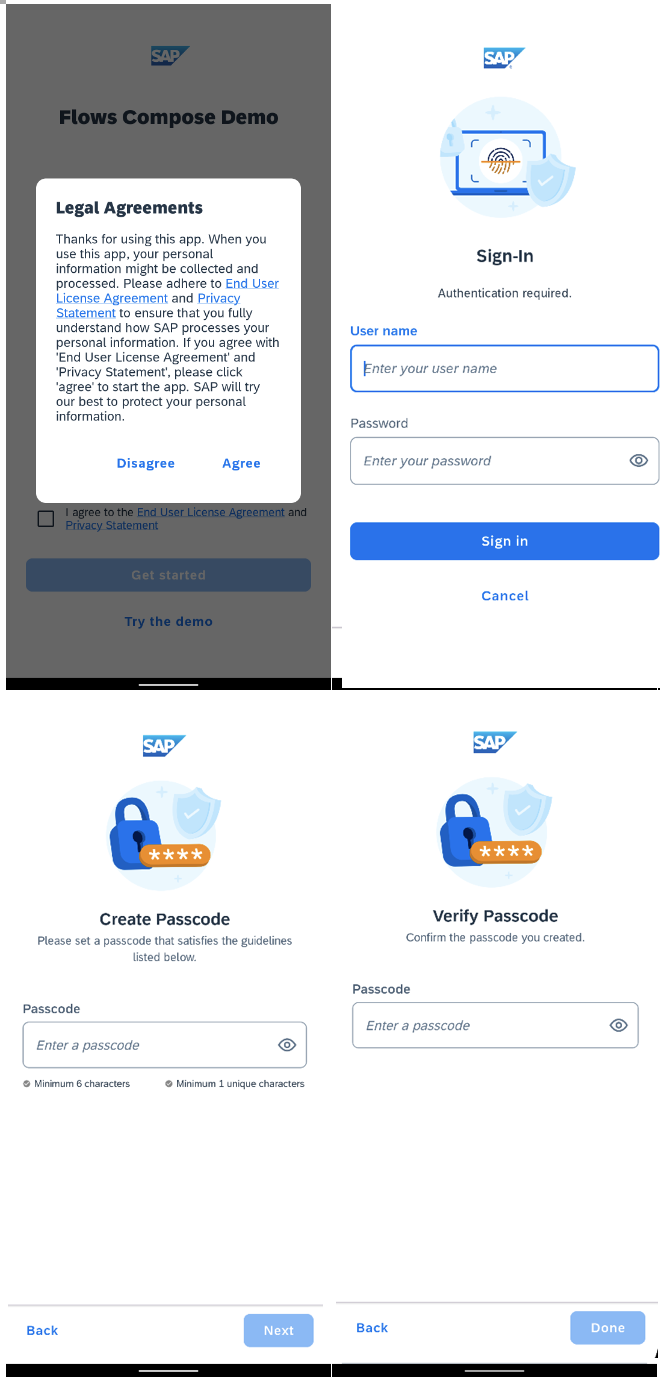 SAP
Flows Compose Demo
Legal Agreements
Thanks for using this app. When you
use this app, your personal
information might be collected and
processed. Please adhere to End User
License Agreement and Privacy
Statement to ensure that you fully
understand how SAP processes your
personal information. If you agree with
'End User License Agreement' and
'Privacy Statement', please click
'agree' to start the app. SAP will try
our best to protect your personal
information.
Disagree Agree
I agree to the End User License Agreement and
Privacy Statement
Get started
Try the demo
SAP
Sign-In
Authentication required.
User name
Enter your user name
Password
Enter your password
Sign in
Cancel
SAP
****
Create Passcode
Please set a passcode that satisfies the guidelines
listed below.
Passcode
Enter a passcode
Minimum 6 characters Minimum 1 unique characters
Back Next
SAP
****
Verify Passcode
Confirm the passcode you created.
Passcode
Enter a passcode
Back Done